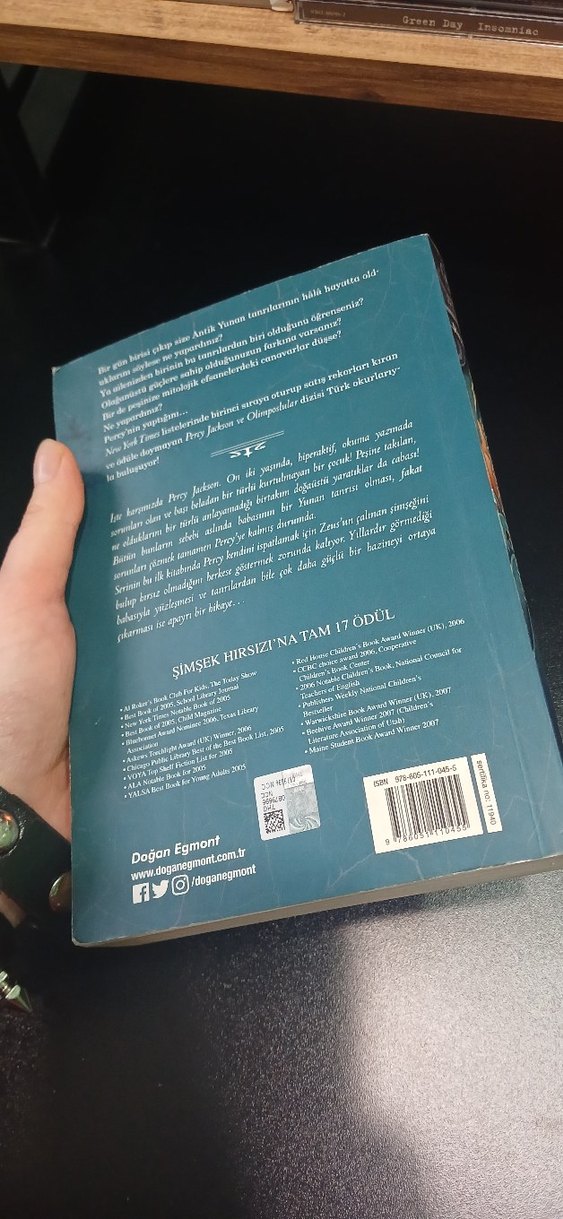 Green Day Insomniac
Bir gün birisi çıkıp size Antik Yunan tanrılarının hâlâ hayatta old-
uklarını söylese ne yapardınız?
Ya ailenizden birinin bu tanrılardan biri olduğunu öğrenseniz?
Olağanüstü güçlere sahip olduğunuzun farkına varsanız?
Bir de peşinize mitolojik efsanelerdeki canavarlar düşse?
Ne yapardınız?
Percy'nin yaptığını...
New York Times listelerinde birinci sıraya oturup satış rekorları kıran
ve ödüle doymayan Percy Jackson ve Olimposlular dizisi Türk okurlarıy-
la buluşuyor!
İşte karşınızda Percy Jackson. On iki yaşında, hiperaktif, okuma yazmada
sorunları olan ve başı beladan bir türlü kurtulmayan bir çocuk! Peşine takılan,
ne olduklarını bir türlü anlayamadığı birtakım doğaüstü yaratıklar da cabası!
Bütün bunların sebebi aslında babasının bir Yunan tanrısı olması, fakat
sorunları çözmek tamamen Percy'ye kalmış durumda.
Serinin bu ilk kitabında Percy kendini ispatlamak için Zeus'un çalınan şimşeğini
bulup hırsız olmadığını herkese göstermek zorunda kalıyor. Yıllardır görmediği
babasıyla yüzleşmesi ve tanrılardan bile çok daha güçlü bir hazineyi ortaya
çıkarması ise apayrı bir hikaye...
ŞİMŞEK HIRSIZI'NA TAM 17 ÖDÜL
• Al Roker's Book Club For Kids, The Today Show
• Best Book of 2005, School Library Journal
• New York Times Notable Book of 2005
• Best Book of 2005, Child Magazine
• Bluebonnet Award Nominee 2006, Texas Library
Association
• Askews Torchlight Award (UK) Winner, 2006
• Chicago Public Library Best of the Best Book List, 2005
• VOYA Top Shelf Fiction List for 2005
• ALA Notable Book for 2005
• YALSA Best Book for Young Adults 2005
• Red House Children's Book Award Winner (UK), 2006
• CCBC choice award 2006, Cooperative
Children's Book Center
• 2006 Notable Children's Book, National Council for
Teachers of English
• Publishers Weekly National Children's
Bestseller
• Warwickshire Book Award Winner (UK), 2007
• Beehive Award Winner 2007 (Children's
Literature Association of Utah)
• Maine Student Book Award Winner 2007
Doğan Egmont
www.doganegmont.com.tr
/doganegmont
ISBN 978-605-111-045-5
9 786051 110455
sertifika no: 11940